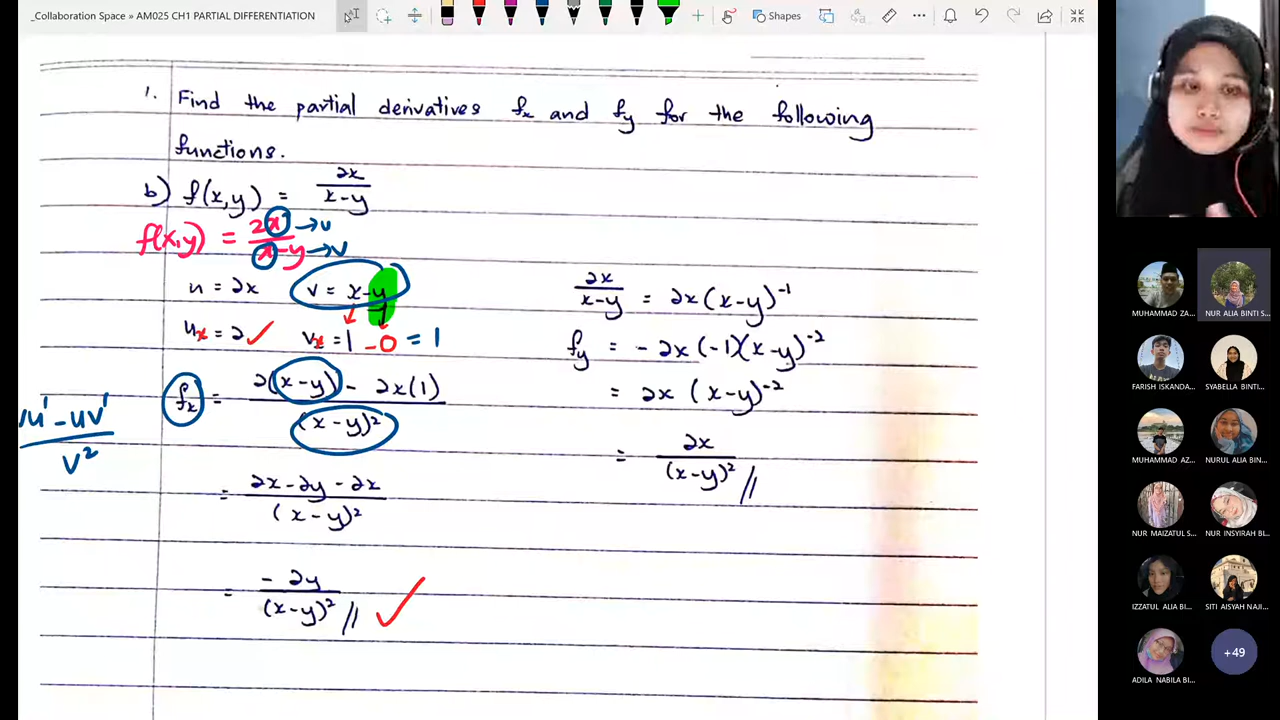 _Collaboration Space » AM025 CH1 PARTIAL DIFFERENTIATION
Shapes
1. Find the partial derivatives fx and fy for the following
functions.
b) f(x,y) = 2x / x-y
f(x,y) = 2x → u / x-y → v
u = 2x v = x-y
ux = 2 ✓ vx = 1 - 0 = 1
fx = 2(x-y) - 2x(1) / (x-y)²
vu' - uv' / v²
= 2x-2y-2x / (x-y)²
= -2y / (x-y)² // ✓
2x / x-y = 2x(x-y)⁻¹
fy = -2x(-1)(x-y)⁻²
= 2x (x-y)⁻²
= 2x / (x-y)² //
MUHAMMAD ZA...
NUR ALIA BINTI S...
FARISH ISKANDA...
SYABELLA BINTI...
MUHAMMAD AZ...
NURUL ALIA BIN...
NUR MAIZATUL S...
NUR INSYIRAH BI...
IZZATUL ALIA BI...
SITI AISYAH NAJI...
ADILA NABILA BI...
+49